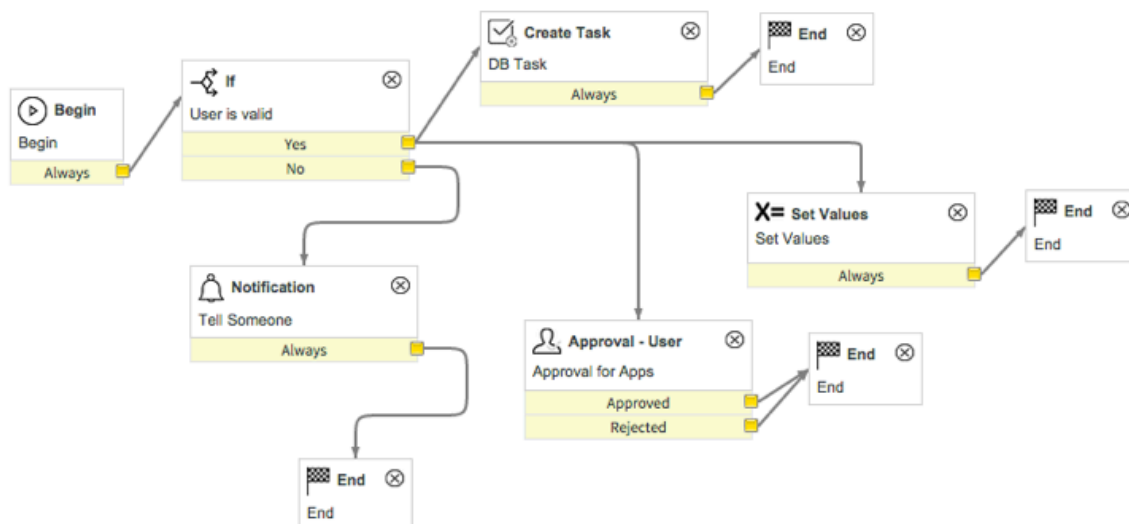 Begin
Begin
Always
If
User is valid
Yes
No
Create Task
DB Task
Always
End
End
X= Set Values
Set Values
Always
End
End
Notification
Tell Someone
Always
End
End
Approval - User
Approval for Apps
Approved
Rejected
End
End